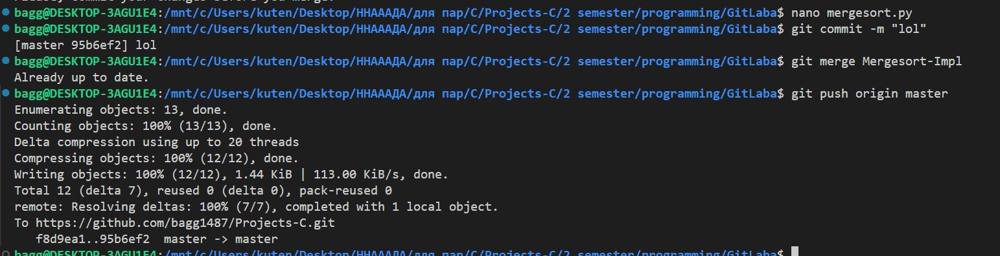 Please, commit your changes before you merge.
bagg@DESKTOP-3AGU1E4:/mnt/c/Users/kuten/Desktop/ННАААДА/для пар/C/Projects-C/2 semester/programming/GitLaba$ nano mergesort.py
bagg@DESKTOP-3AGU1E4:/mnt/c/Users/kuten/Desktop/ННАААДА/для пар/C/Projects-C/2 semester/programming/GitLaba$ git commit -m "lol"
[master 95b6ef2] lol
bagg@DESKTOP-3AGU1E4:/mnt/c/Users/kuten/Desktop/ННАААДА/для пар/C/Projects-C/2 semester/programming/GitLaba$ git merge Mergesort-Impl
Already up to date.
bagg@DESKTOP-3AGU1E4:/mnt/c/Users/kuten/Desktop/ННАААДА/для пар/C/Projects-C/2 semester/programming/GitLaba$ git push origin master
Enumerating objects: 13, done.
Counting objects: 100% (13/13), done.
Delta compression using up to 20 threads
Compressing objects: 100% (12/12), done.
Writing objects: 100% (12/12), 1.44 KiB | 113.00 KiB/s, done.
Total 12 (delta 7), reused 0 (delta 0), pack-reused 0
remote: Resolving deltas: 100% (7/7), completed with 1 local object.
To https://github.com/bagg1487/Projects-C.git
f8d9ea1..95b6ef2  master -> master
bagg@DESKTOP-3AGU1E4:/mnt/c/Users/kuten/Desktop/ННАААДА/для пар/C/Projects-C/2 semester/programming/GitLaba$